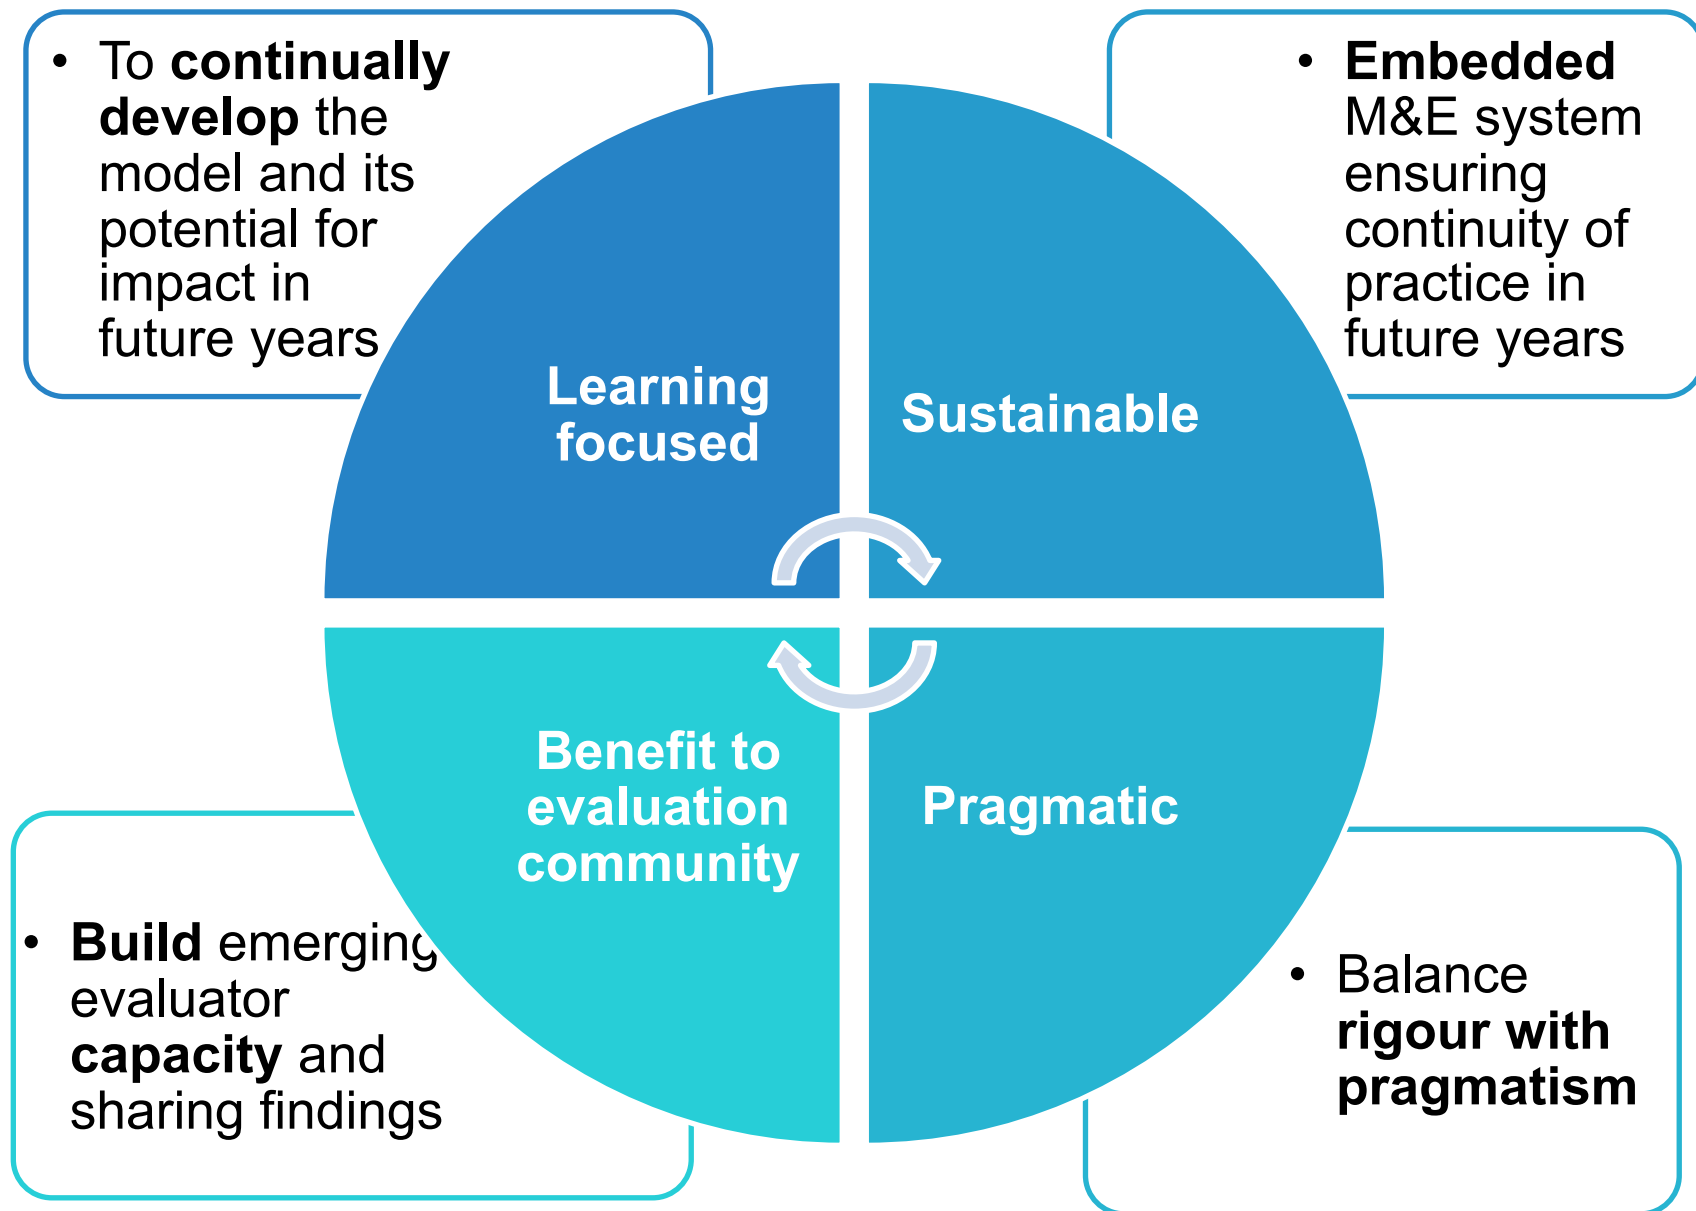 • To continually
develop the
model and its
potential for
impact in
future years
• Embedded
M&E system
ensuring
continuity of
practice in
future years
Learning
focused
Sustainable
Benefit to
evaluation
community
Pragmatic
• Build emerging
evaluator
capacity and
sharing findings
• Balance
rigour with
pragmatism